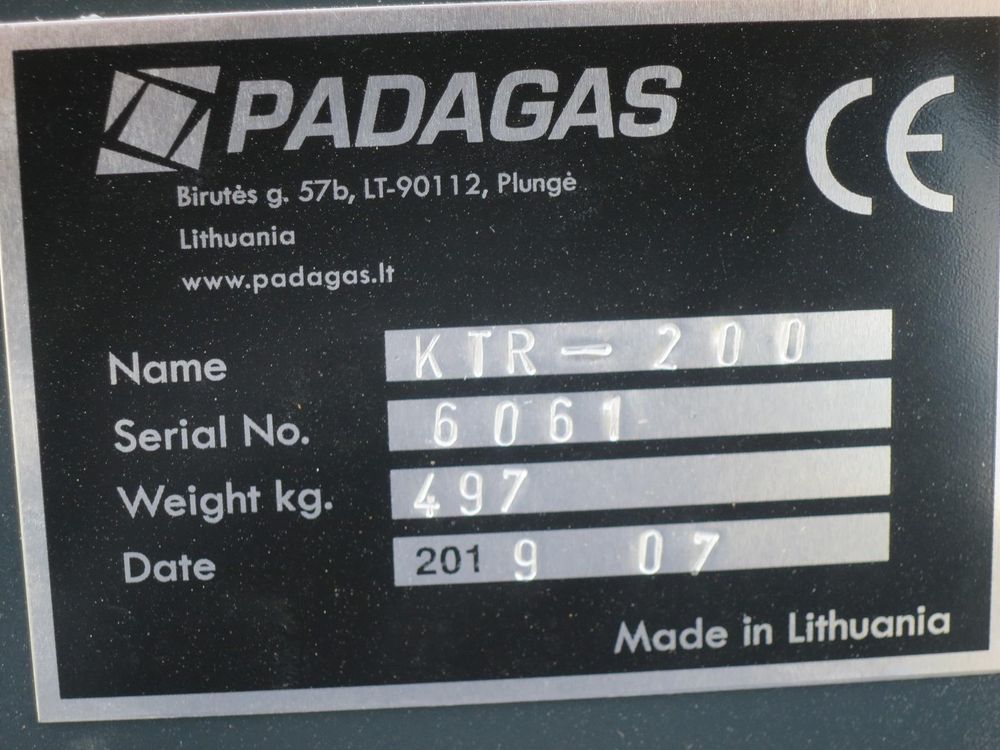 PADAGAS
CE
Birutės g. 57b, LT-90112, Plungė
Lithuania
www.padagas.lt
Name KTR-200
Serial No. 6061
Weight kg. 497
Date 2019 07
Made in Lithuania